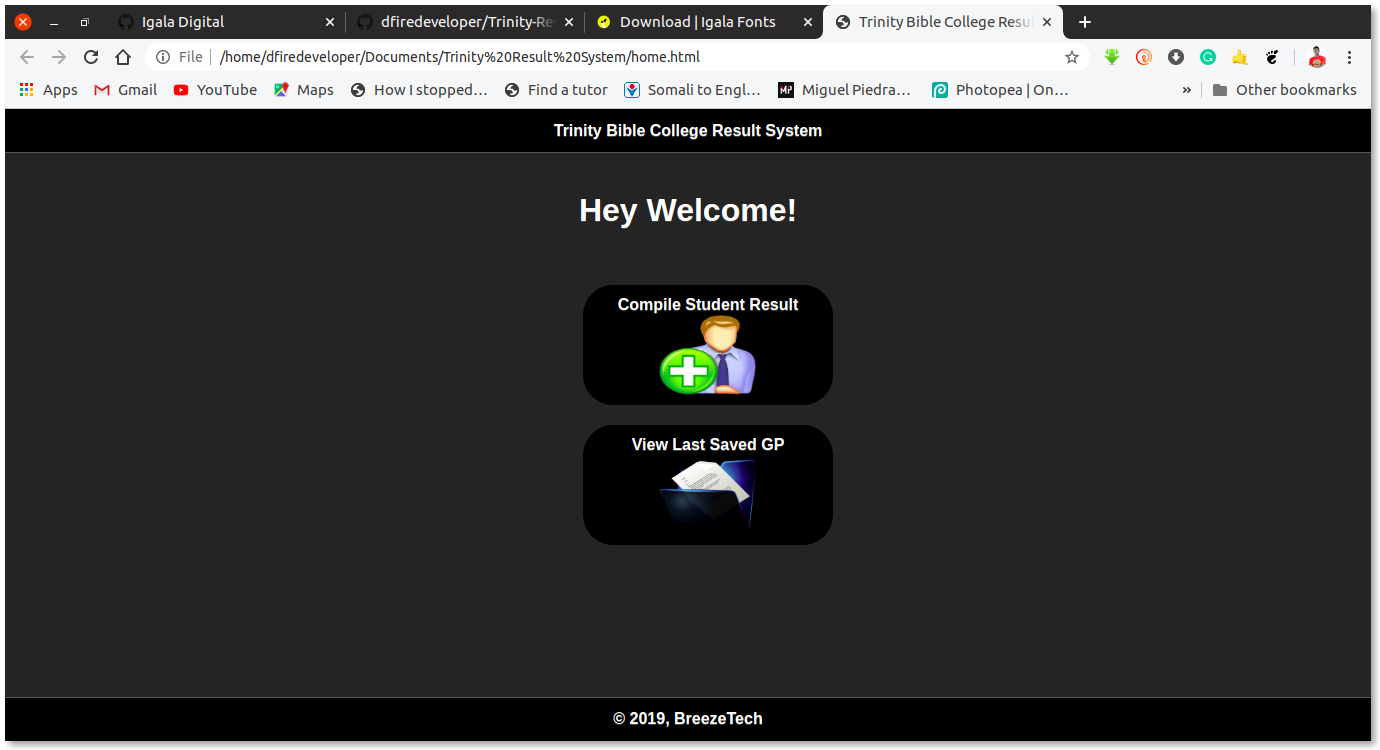 Igala Digital
dfiredeveloper/Trinity-Re
Download | Igala Fonts
Trinity Bible College Resul
File
/home/dfiredeveloper/Documents/Trinity%20Result%20System/home.html
Apps
Gmail
YouTube
Maps
How I stopped…
Find a tutor
Somali to Engl…
MP
Miguel Piedra…
Photopea | On…
»
Other bookmarks
Trinity Bible College Result System
Hey Welcome!
Compile Student Result
View Last Saved GP
© 2019, BreezeTech